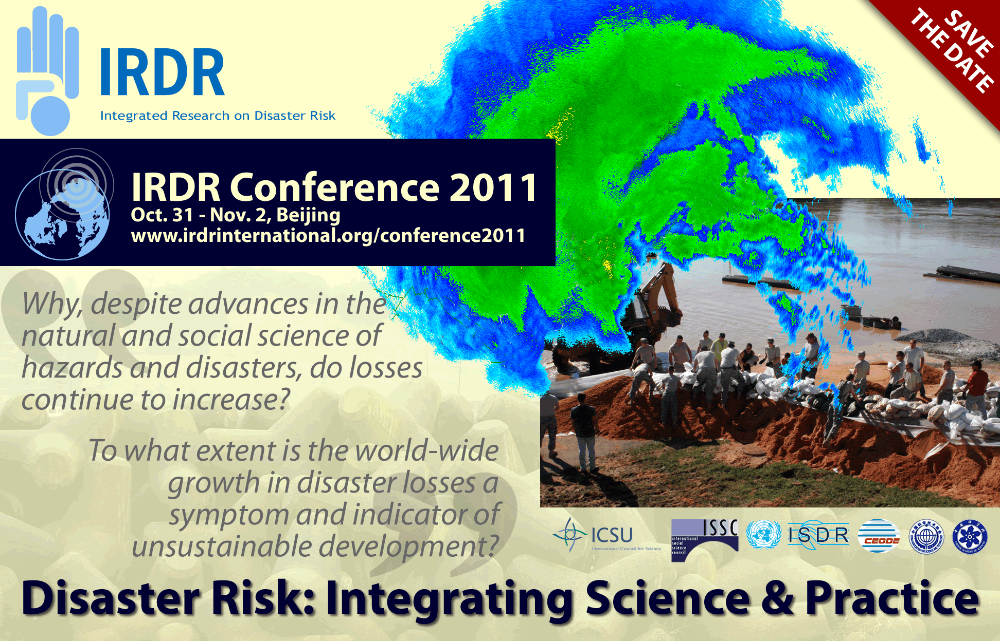 IRDR
Integrated Research on Disaster Risk
SAVE
THE DATE
IRDR Conference 2011
Oct. 31 - Nov. 2, Beijing
www.irdrinternational.org/conference2011
Why, despite advances in the
natural and social science of
hazards and disasters, do losses
continue to increase?
To what extent is the world-wide
growth in disaster losses a
symptom and indicator of
unsustainable development?
ICSU
International Council for Science
ISSC
international
social
science
council
ISDR
CEODE
Disaster Risk: Integrating Science & Practice